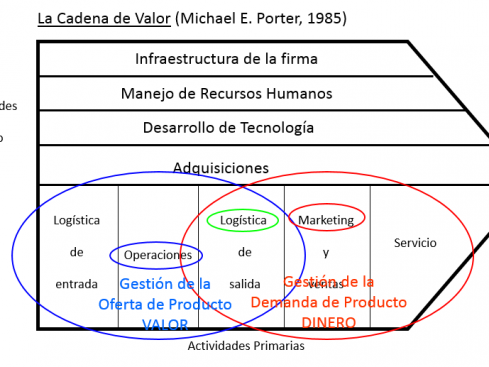 La Cadena de Valor (Michael E. Porter, 1985)
Infraestructura de la firma
Manejo de Recursos Humanos
Desarrollo de Tecnología
Adquisiciones
Logística
de
entrada
Operaciones
Logística
de
salida
Marketing
y
ventas
Servicio
Gestión de la
Oferta de Producto
VALOR
Gestión de la
Demanda de Producto
DINERO
Actividades Primarias